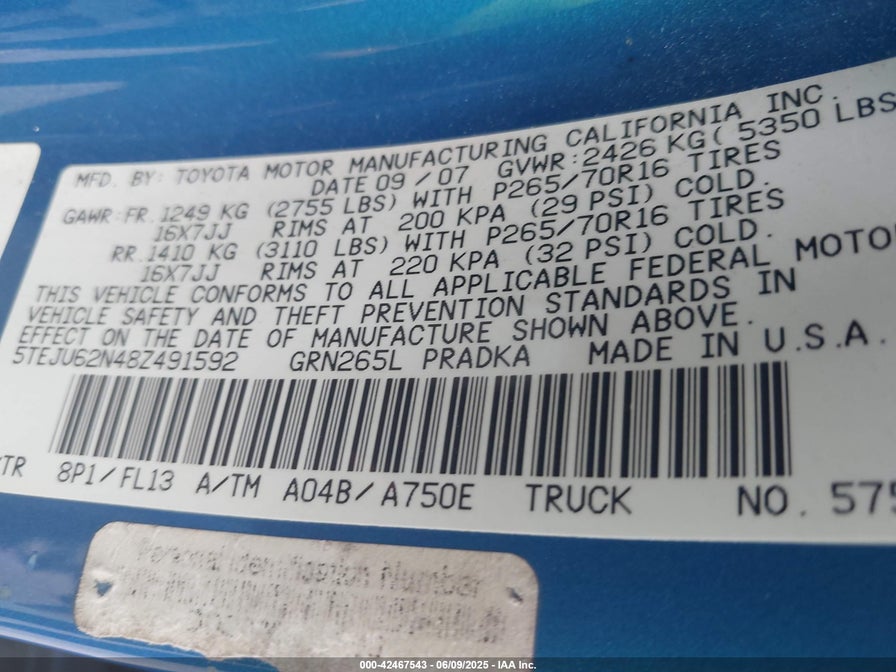 MFD. BY: TOYOTA MOTOR MANUFACTURING CALIFORNIA INC.
DATE 09 / 07 GVWR: 2426 KG ( 5350 LBS
GAWR: FR. 1249 KG (2755 LBS) WITH P265/70R16 TIRES
16X7JJ RIMS AT 200 KPA (29 PSI) COLD.
RR. 1410 KG (3110 LBS) WITH P265/70R16 TIRES
16X7JJ RIMS AT 220 KPA (32 PSI) COLD.
THIS VEHICLE CONFORMS TO ALL APPLICABLE FEDERAL MOTO
VEHICLE SAFETY AND THEFT PREVENTION STANDARDS IN
EFFECT ON THE DATE OF MANUFACTURE SHOWN ABOVE.
5TEJU62N48Z491592 GRN265L PRADKA MADE IN U.S.A.
TR 8P1/FL13 A/TM A04B/A750E TRUCK NO. 575
000-42467543 - 06/09/2025 - IAA Inc.